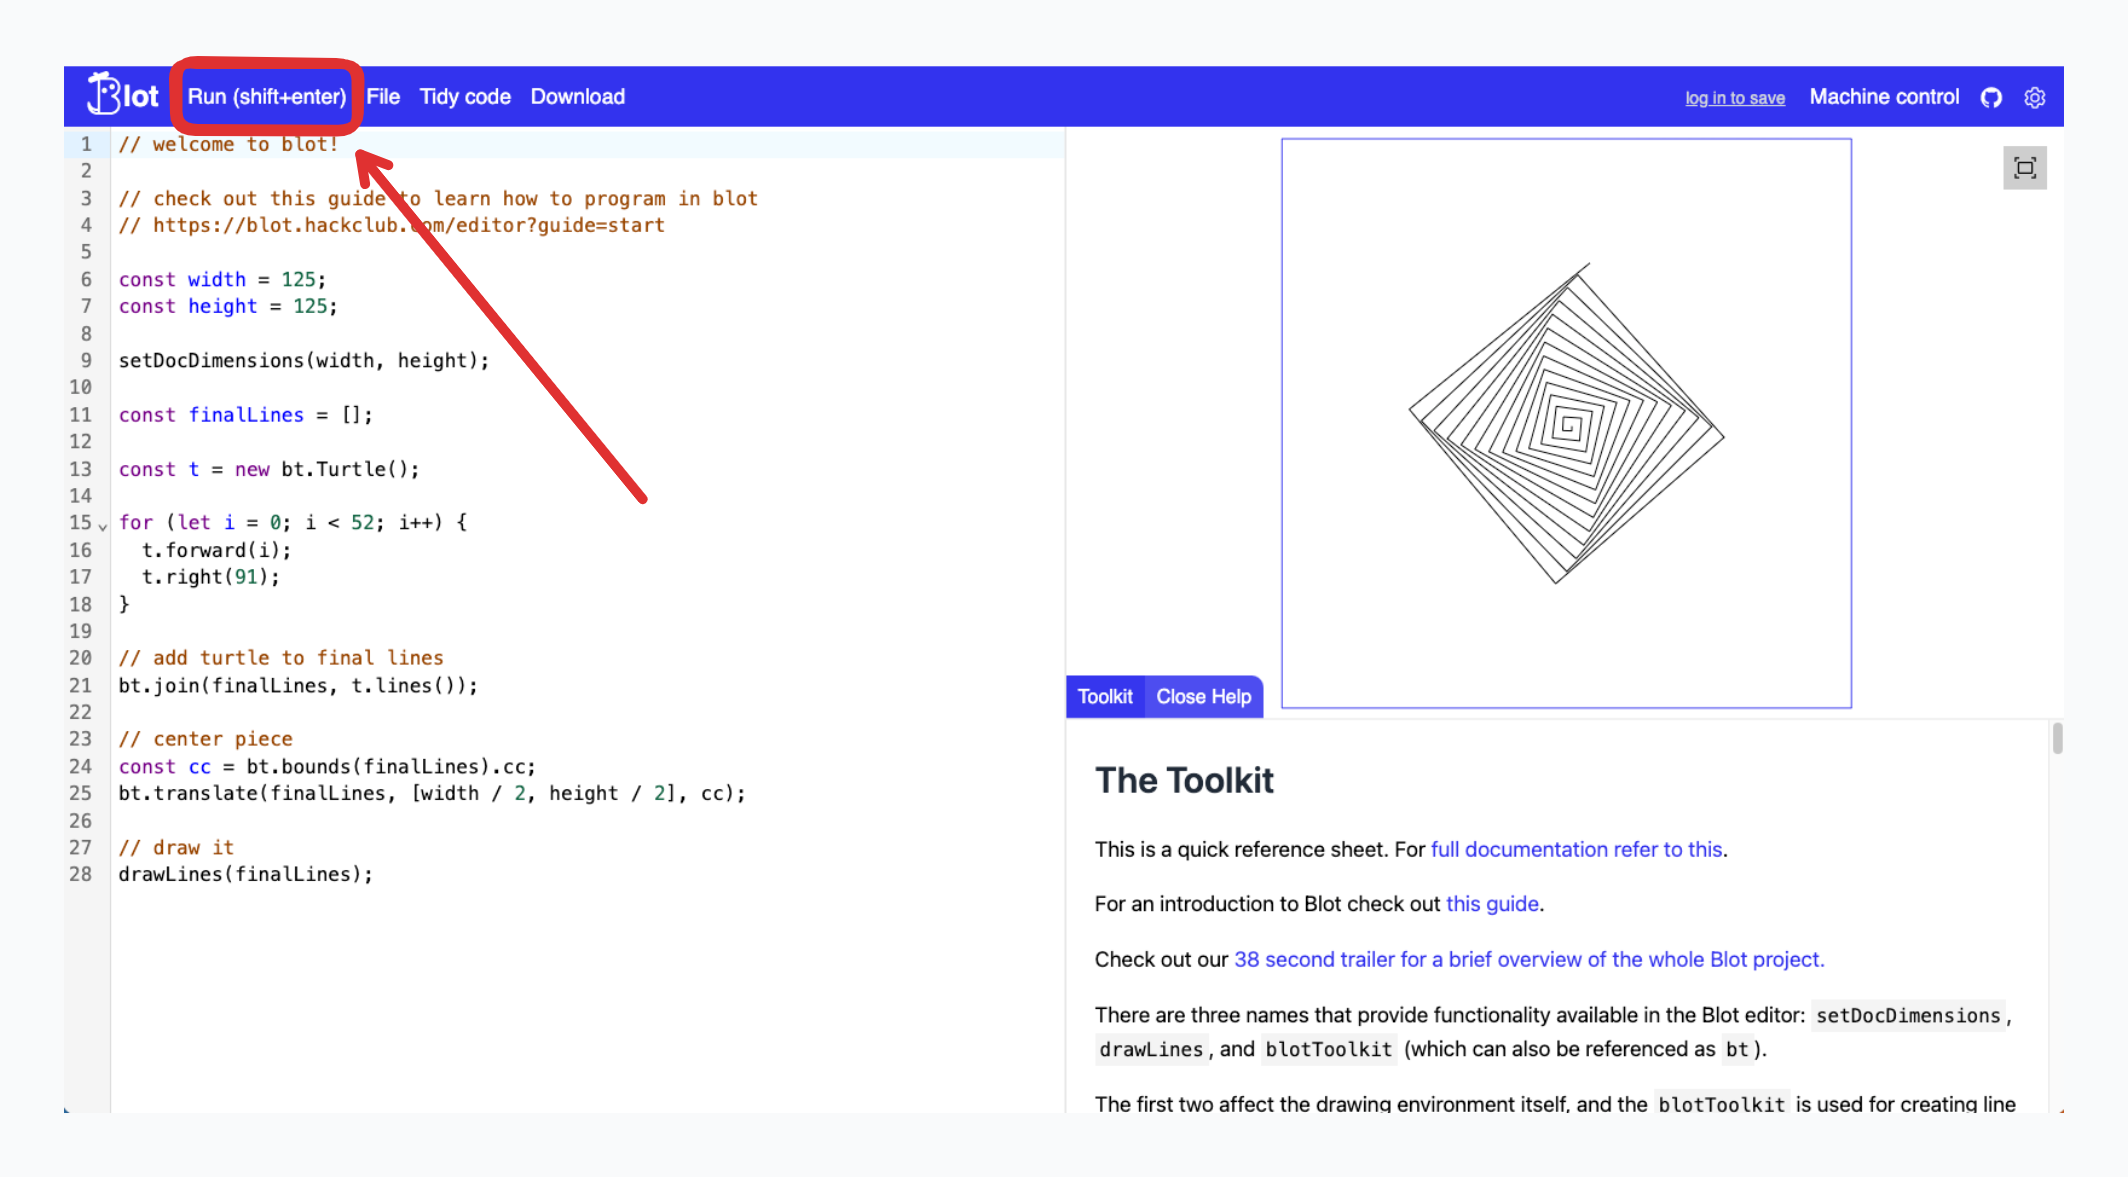 Blot Run (shift+enter) File Tidy code Download log in to save Machine control
1 // welcome to blot!
2
3 // check out this guide to learn how to program in blot
4 // https://blot.hackclub.com/editor?guide=start
5
6 const width = 125;
7 const height = 125;
8
9 setDocDimensions(width, height);
10
11 const finalLines = [];
12
13 const t = new bt.Turtle();
14
15 for (let i = 0; i < 52; i++) {
16 t.forward(i);
17 t.right(91);
18 }
19
20 // add turtle to final lines
21 bt.join(finalLines, t.lines());
22
23 // center piece
24 const cc = bt.bounds(finalLines).cc;
25 bt.translate(finalLines, [width / 2, height / 2], cc);
26
27 // draw it
28 drawLines(finalLines);
Toolkit Close Help
The Toolkit
This is a quick reference sheet. For full documentation refer to this.
For an introduction to Blot check out this guide.
Check out our 38 second trailer for a brief overview of the whole Blot project.
There are three names that provide functionality available in the Blot editor: setDocDimensions,
drawLines, and blotToolkit (which can also be referenced as bt).
The first two affect the drawing environment itself, and the blotToolkit is used for creating line